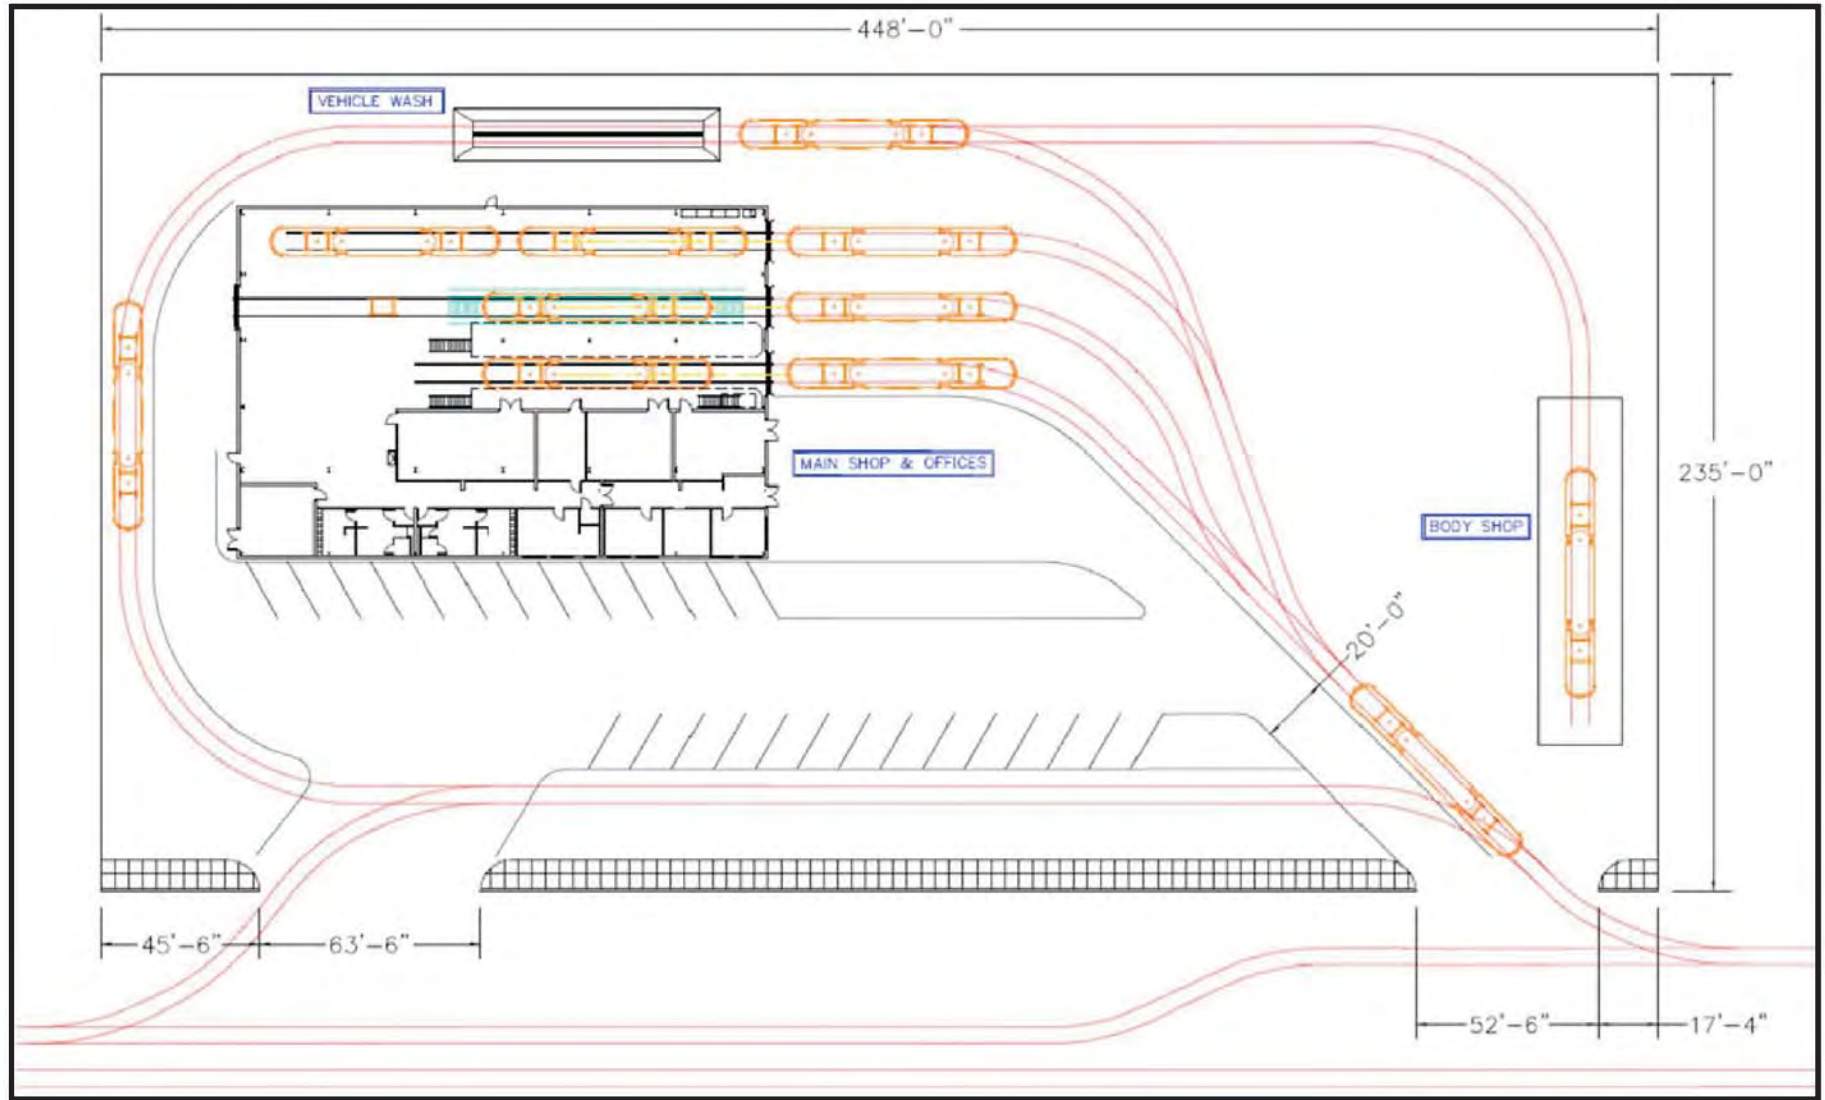 448'-0"
VEHICLE WASH
MAIN SHOP & OFFICES
235'-0"
BODY SHOP
20'-0"
45'-6"
63'-6"
52'-6"
17'-4"